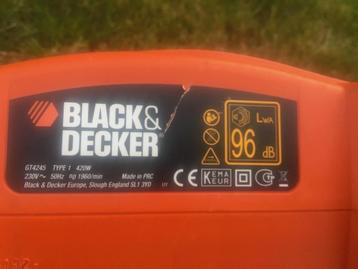 BLACK&
DECKER
LWA
96
dB
GT4245 TYPE 1 420W
230V~ 50Hz no 1960/min Made in PRC
Black & Decker Europe, Slough England SL1 3YD
CE
KEMA
KEUR